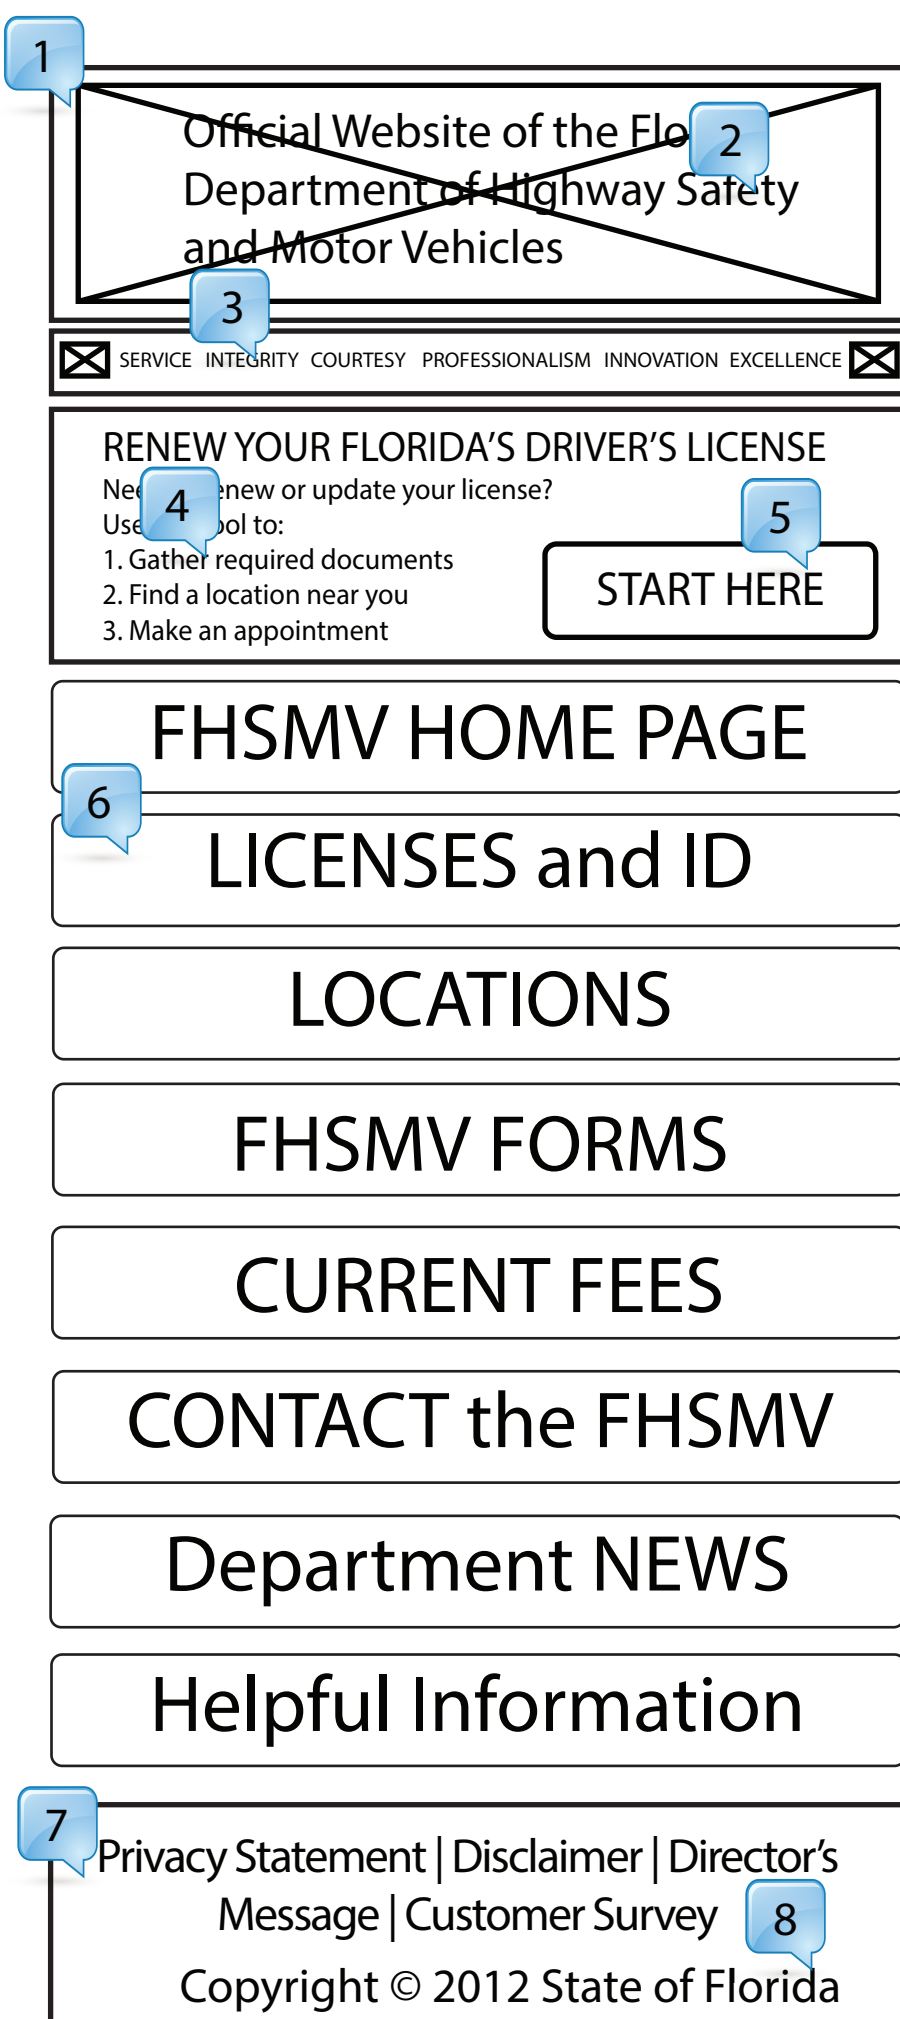 1
Official Website of the Flo
2
Department of Highway Safety
and Motor Vehicles
3
SERVICE INTEGRITY COURTESY PROFESSIONALISM INNOVATION EXCELLENCE
RENEW YOUR FLORIDA'S DRIVER'S LICENSE
enew or update your license?
4
5
Use ool to:
1. Gather required documents
2. Find a location near you
3. Make an appointment
START HERE
FHSMV HOME PAGE
6
LICENSES and ID
LOCATIONS
FHSMV FORMS
CURRENT FEES
CONTACT the FHSMV
Department NEWS
Helpful Information
7
Privacy Statement | Disclaimer | Director's
Message | Customer Survey
8
Copyright © 2012 State of Florida